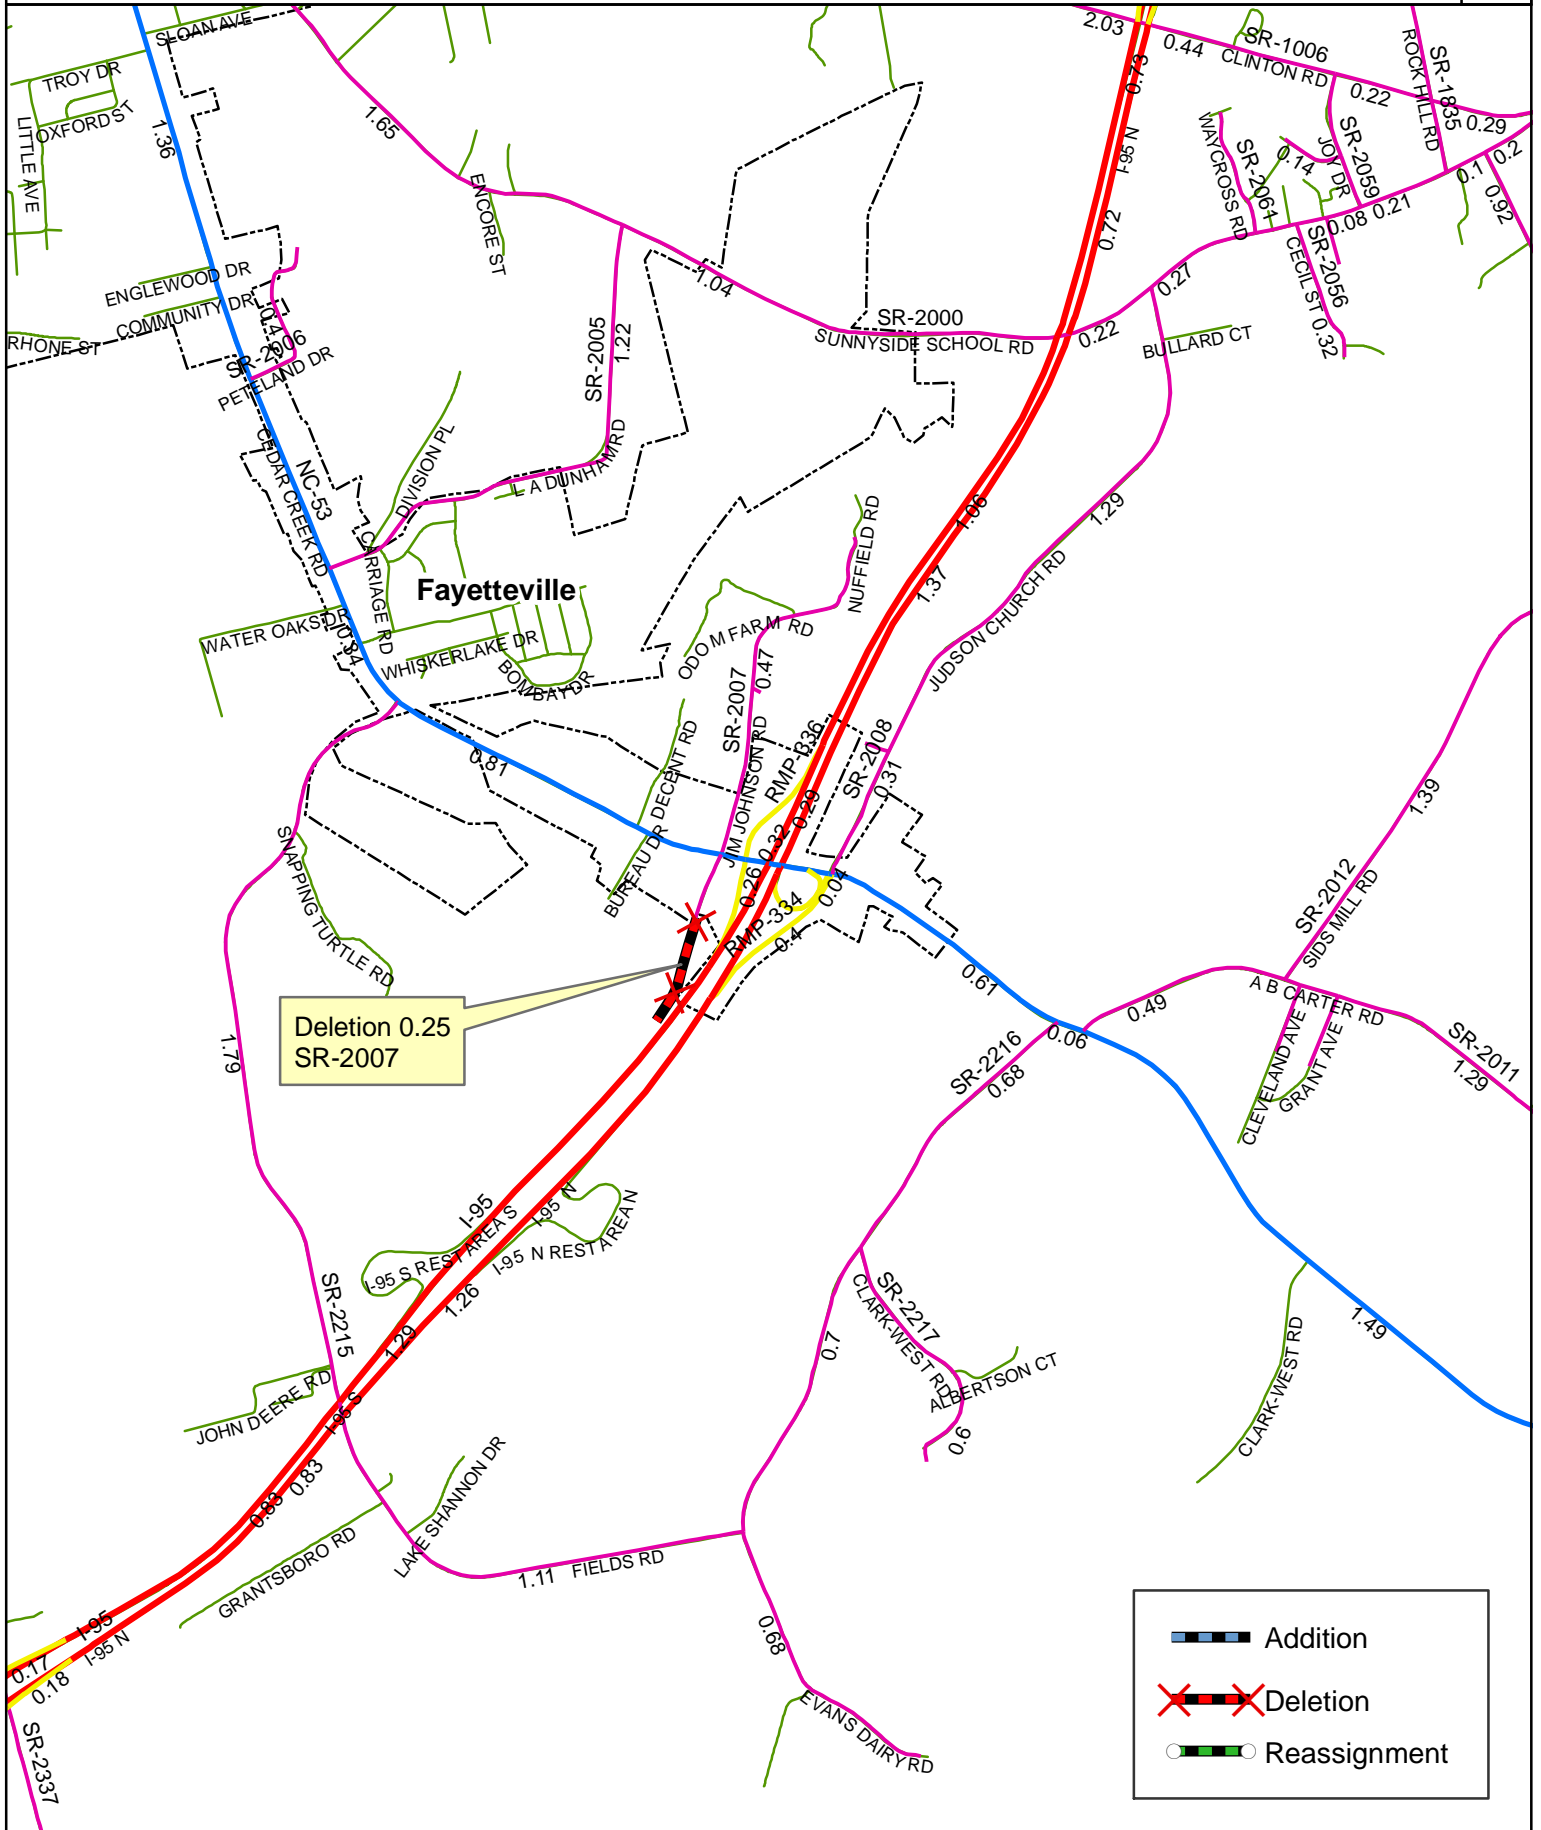 SLOAN AVE
TROY DR
OXFORD ST
LITTLE AVE
1.36
1.65
ENCORE ST
2.03
0.44
SR-1006
CLINTON RD
0.22
ROCK HILL RD
SR-1835
0.29
0.2
0.1
0.92
0.73
I-95 N
0.72
WAYCROSS RD
SR-2061
0.14
JOY DR
SR-2059
0.21
0.08
SR-2056
CECIL ST
0.32
0.27
0.22
BULLARD CT
1.04
SR-2000
SUNNYSIDE SCHOOL RD
ENGLEWOOD DR
COMMUNITY DR
RHONE ST
0.4
SR-2006
PETELAND DR
SR-2005
1.22
L A DUNHAM RD
DIVISION PL
NC-53
CEDAR CREEK RD
CARRIAGE RD
Fayetteville
WATER OAKS DR
0.34
WHISKERLAKE DR
BOMBAY DR
NUFFIELD RD
ODOM FARM RD
0.47
SR-2007
JIM JOHNSON RD
1.06
1.37
1.29
JUDSON CHURCH RD
0.81
DECENT RD
BUREAU DR
RMP-336
SR-2008
0.31
0.29
0.32
0.26
0.04
RMP-334
0.4
SNAPPING TURTLE RD
1.39
SR-2012
SIDS MILL RD
0.61
A B CARTER RD
0.49
0.06
SR-2216
0.68
CLEVELAND AVE
GRANT AVE
SR-2011
1.29
Deletion 0.25
SR-2007
1.79
I-95
I-95 N
I-95 S REST AREA S
I-95 N REST AREA N
1.26
1.29
SR-2215
JOHN DEERE RD
I-95 S
0.83
0.83
LAKE SHANNON DR
GRANTSBORO RD
SR-2217
CLARK-WEST RD
ALBERTSON CT
0.7
0.6
CLARK-WEST RD
1.49
1.11
FIELDS RD
0.68
EVANS DAIRY RD
I-95
I-95 N
0.17
0.18
SR-2337
Addition
Deletion
Reassignment